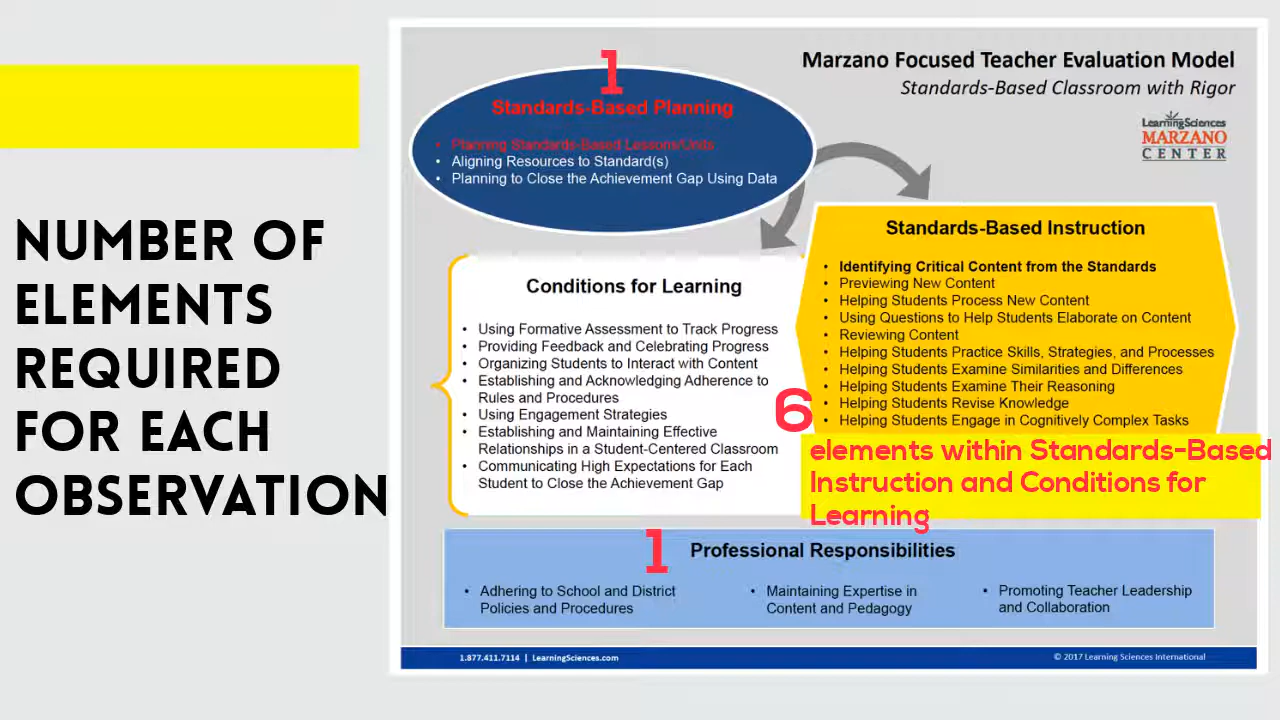 NUMBER OF
ELEMENTS
REQUIRED
FOR EACH
OBSERVATION
Marzano Focused Teacher Evaluation Model
Standards-Based Classroom with Rigor
LearningSciences
MARZANO
CENTER
1
Standards-Based Planning
• Planning Standards-Based Lessons/Units
• Aligning Resources to Standard(s)
• Planning to Close the Achievement Gap Using Data
Standards-Based Instruction
• Identifying Critical Content from the Standards
• Previewing New Content
• Helping Students Process New Content
• Using Questions to Help Students Elaborate on Content
• Reviewing Content
• Helping Students Practice Skills, Strategies, and Processes
• Helping Students Examine Similarities and Differences
• Helping Students Examine Their Reasoning
• Helping Students Revise Knowledge
• Helping Students Engage in Cognitively Complex Tasks
Conditions for Learning
• Using Formative Assessment to Track Progress
• Providing Feedback and Celebrating Progress
• Organizing Students to Interact with Content
• Establishing and Acknowledging Adherence to
Rules and Procedures
• Using Engagement Strategies
• Establishing and Maintaining Effective
Relationships in a Student-Centered Classroom
• Communicating High Expectations for Each
Student to Close the Achievement Gap
6
elements within Standards-Based
Instruction and Conditions for
Learning
1
Professional Responsibilities
• Adhering to School and District
Policies and Procedures
• Maintaining Expertise in
Content and Pedagogy
• Promoting Teacher Leadership
and Collaboration
1.877.411.7114 | LearningSciences.com
© 2017 Learning Sciences International